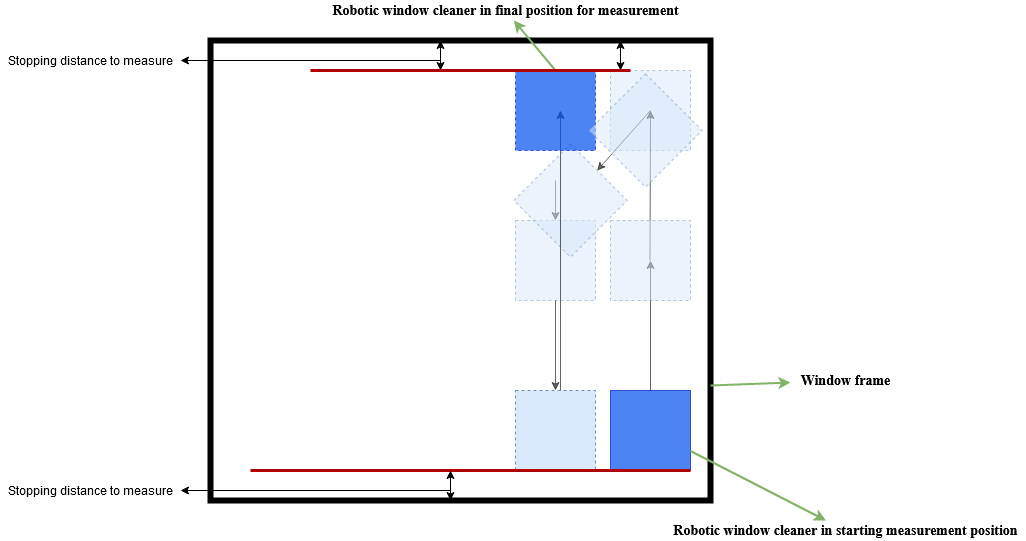 Robotic window cleaner in final position for measurement
Stopping distance to measure
Window frame
Stopping distance to measure
Robotic window cleaner in starting measurement position